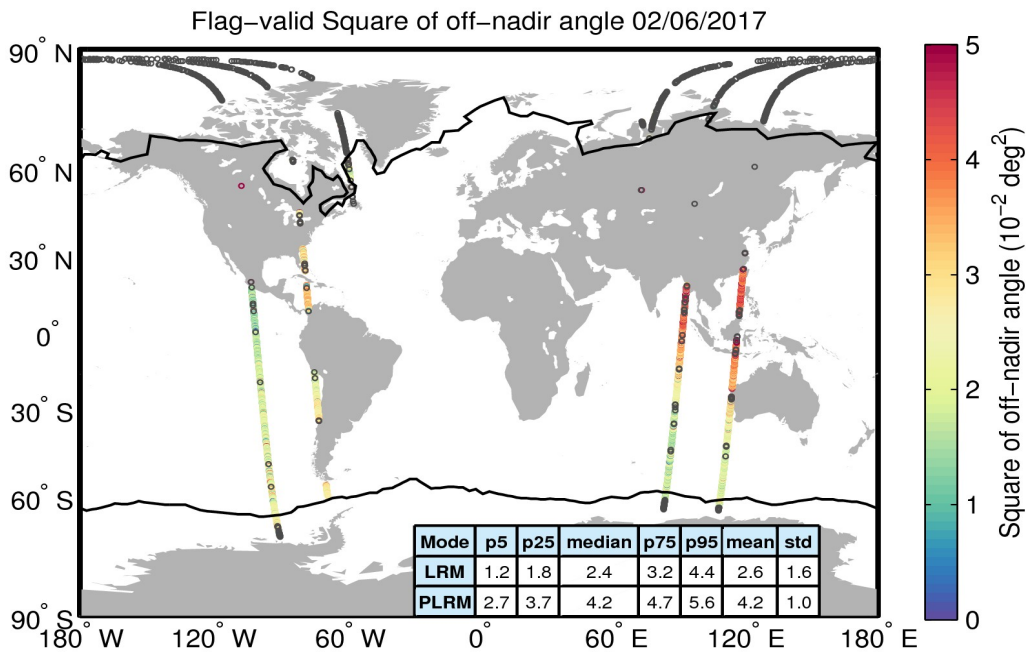 Flag−valid Square of off−nadir angle 02/06/2017
90° N
60° N
30° N
0°
30° S
60° S
90° S
180° W
120° W
60° W
0°
60° E
120° E
180° E
Mode p5 p25 median p75 p95 mean std
LRM 1.2 1.8 2.4 3.2 4.4 2.6 1.6
PLRM 2.7 3.7 4.2 4.7 5.6 4.2 1.0
5
4
3
2
1
0
Square of off−nadir angle (10⁻² deg²)